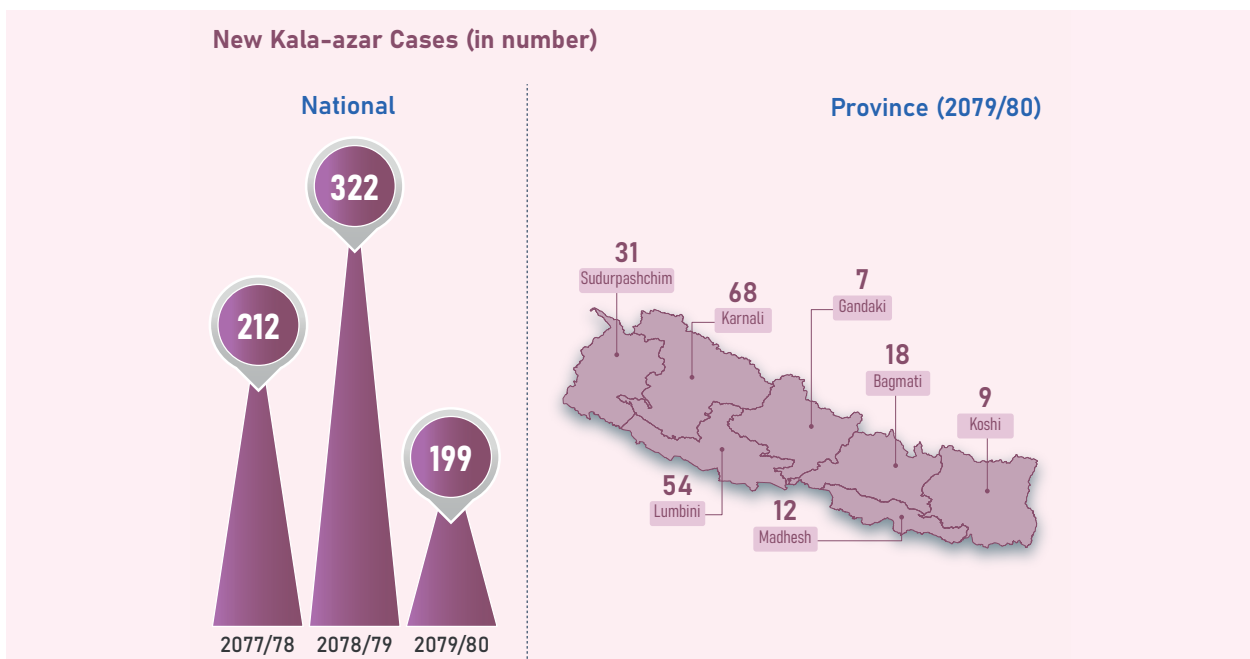 New Kala-azar Cases (in number)
National
322
212
199
2077/78
2078/79
2079/80
Province (2079/80)
31
Sudurpashchim
68
Karnali
7
Gandaki
18
Bagmati
9
Koshi
54
Lumbini
12
Madhesh